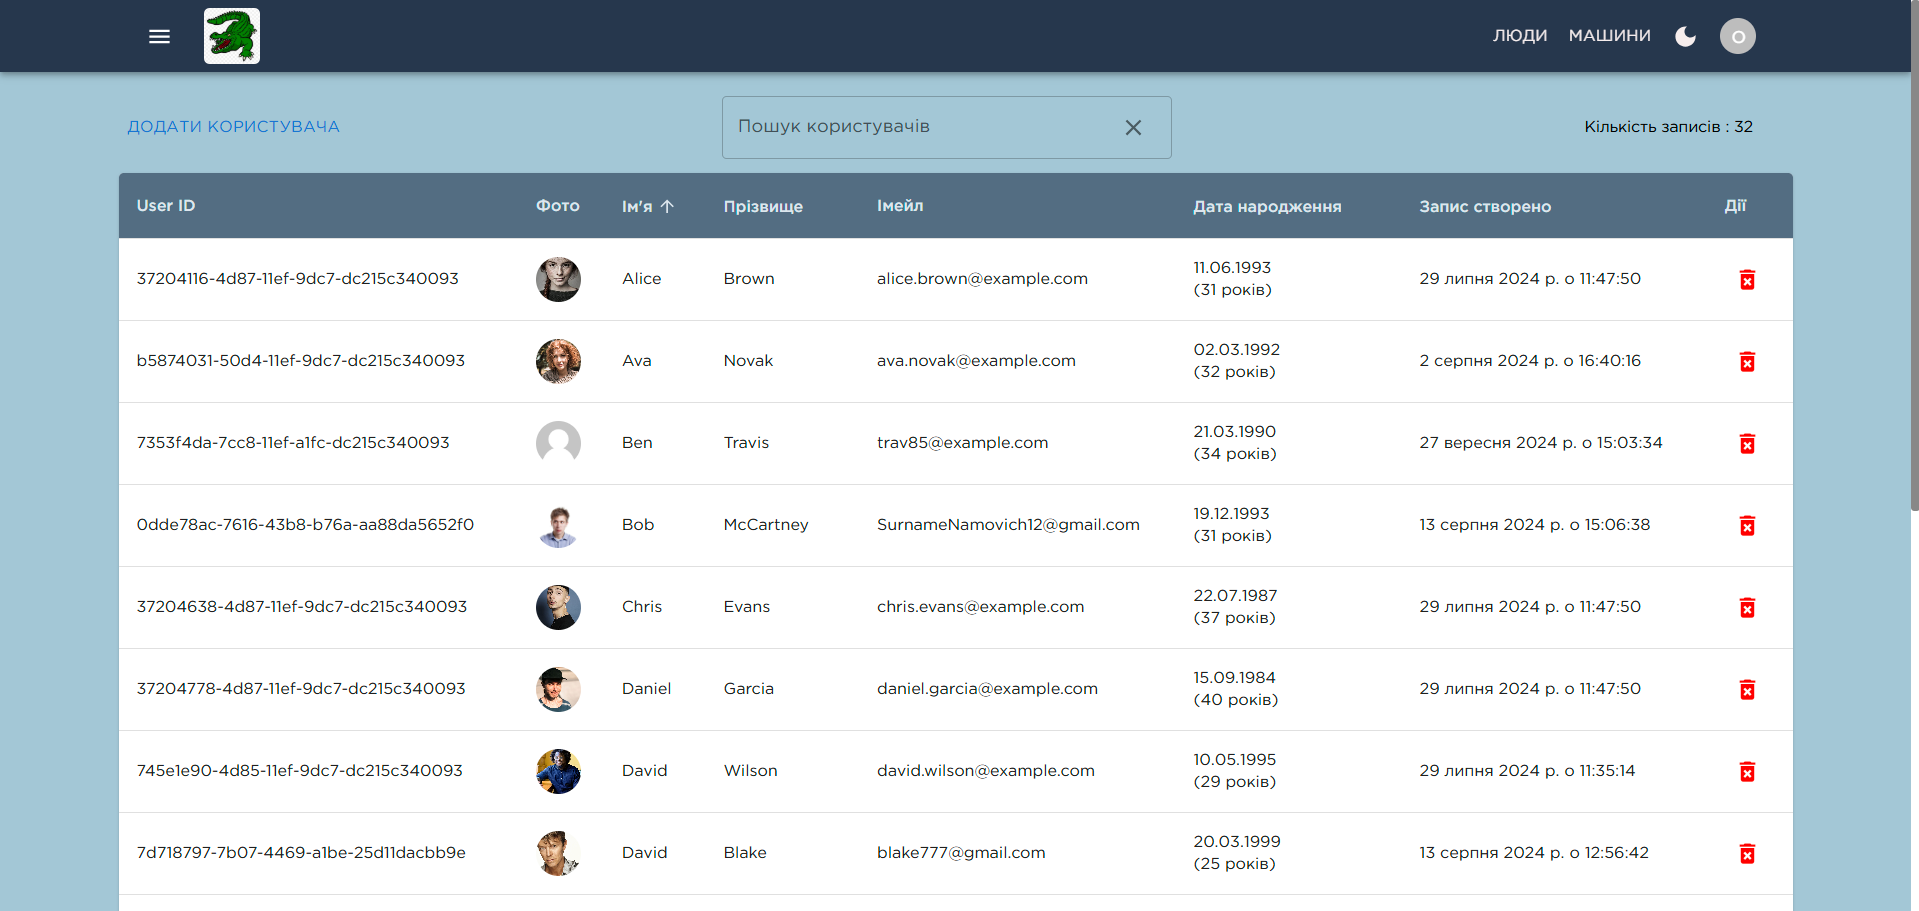 ЛЮДИ МАШИНИ O
ДОДАТИ КОРИСТУВАЧА Пошук користувачів Кількість записів : 32
User ID Фото Ім'я Прізвище Імейл Дата народження Запис створено Дії
37204116-4d87-11ef-9dc7-dc215c340093 Alice Brown alice.brown@example.com 11.06.1993 29 липня 2024 р. о 11:47:50
(31 років)
b5874031-50d4-11ef-9dc7-dc215c340093 Ava Novak ava.novak@example.com 02.03.1992 2 серпня 2024 р. о 16:40:16
(32 років)
7353f4da-7cc8-11ef-a1fc-dc215c340093 Ben Travis trav85@example.com 21.03.1990 27 вересня 2024 р. о 15:03:34
(34 років)
0dde78ac-7616-43b8-b76a-aa88da5652f0 Bob McCartney SurnameNamovich12@gmail.com 19.12.1993 13 серпня 2024 р. о 15:06:38
(31 років)
37204638-4d87-11ef-9dc7-dc215c340093 Chris Evans chris.evans@example.com 22.07.1987 29 липня 2024 р. о 11:47:50
(37 років)
37204778-4d87-11ef-9dc7-dc215c340093 Daniel Garcia daniel.garcia@example.com 15.09.1984 29 липня 2024 р. о 11:47:50
(40 років)
745e1e90-4d85-11ef-9dc7-dc215c340093 David Wilson david.wilson@example.com 10.05.1995 29 липня 2024 р. о 11:35:14
(29 років)
7d718797-7b07-4469-a1be-25d11dacbb9e David Blake blake777@gmail.com 20.03.1999 13 серпня 2024 р. о 12:56:42
(25 років)